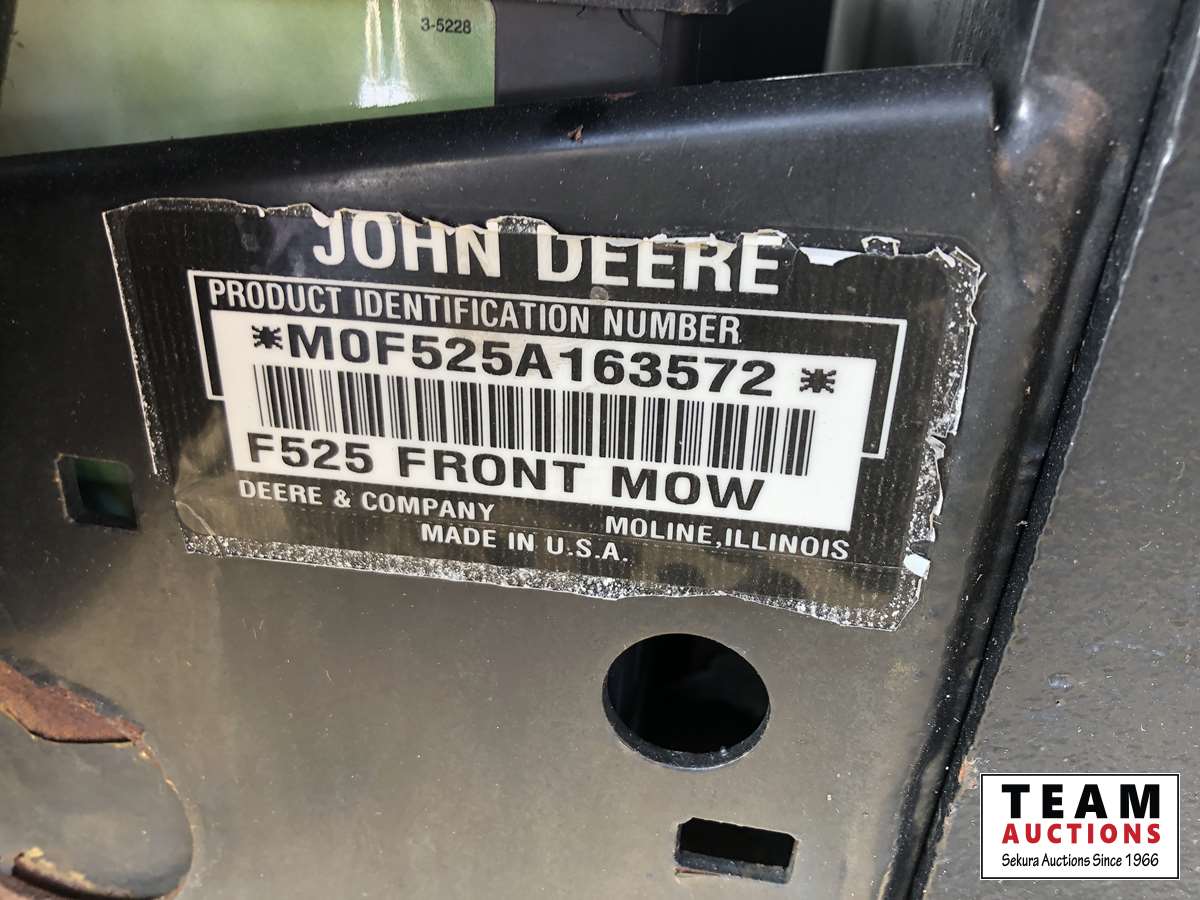 3-5228
JOHN DEERE
PRODUCT IDENTIFICATION NUMBER
*M0F525A163572*
F525 FRONT MOW
DEERE & COMPANY MOLINE, ILLINOIS
MADE IN U.S.A.
TEAM
AUCTIONS
Sekura Auctions Since 1966